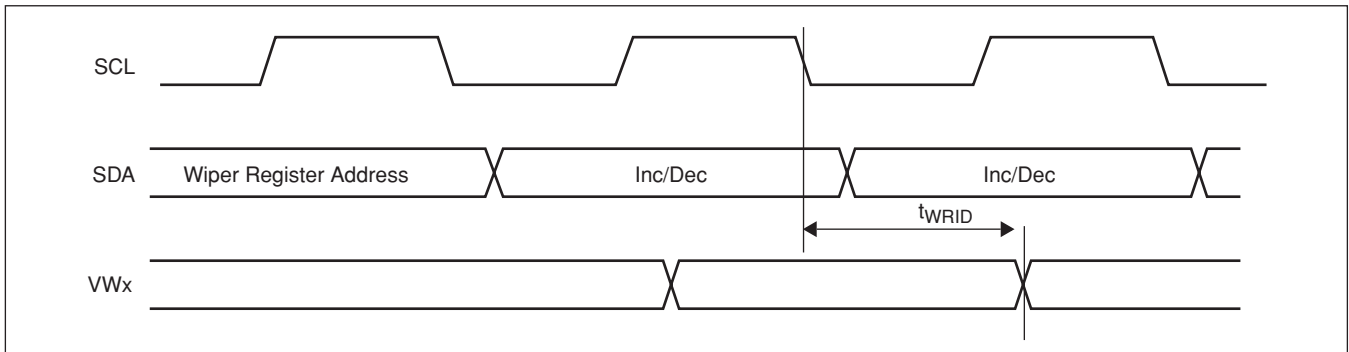 SCL
SDA Wiper Register Address Inc/Dec Inc/Dec
tWRID
VWx